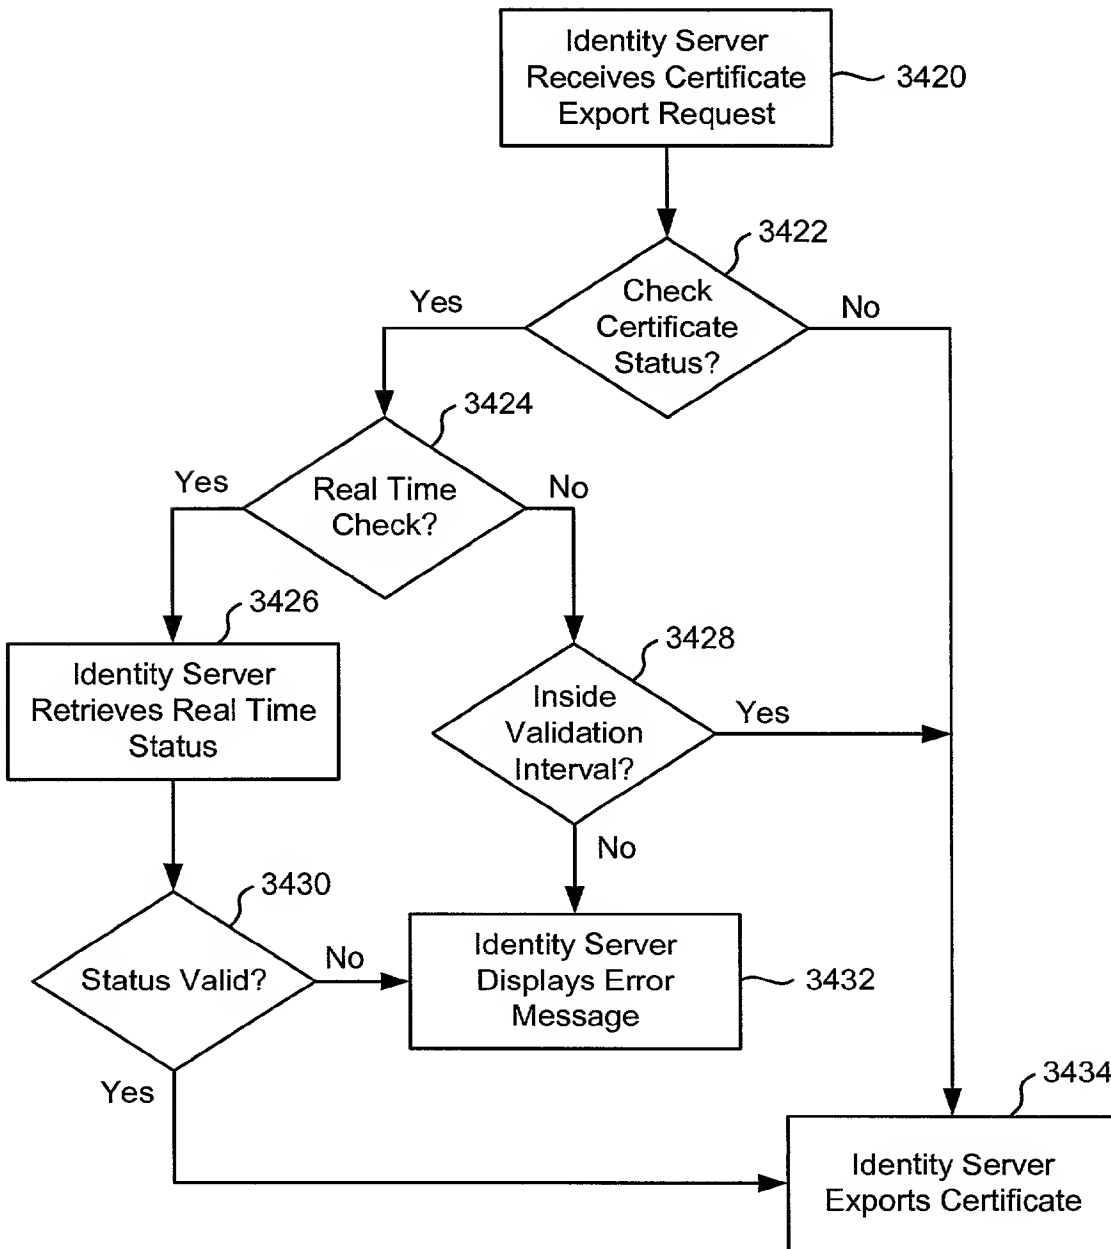 Identity Server
Receives Certificate
Export Request
3420
3422
Check
Certificate
Status?
Yes
No
3424
Real Time
Check?
Yes
No
3426
Identity Server
Retrieves Real Time
Status
3428
Inside
Validation
Interval?
Yes
No
3430
Status Valid?
No
Yes
Identity Server
Displays Error
Message
3432
3434
Identity Server
Exports Certificate